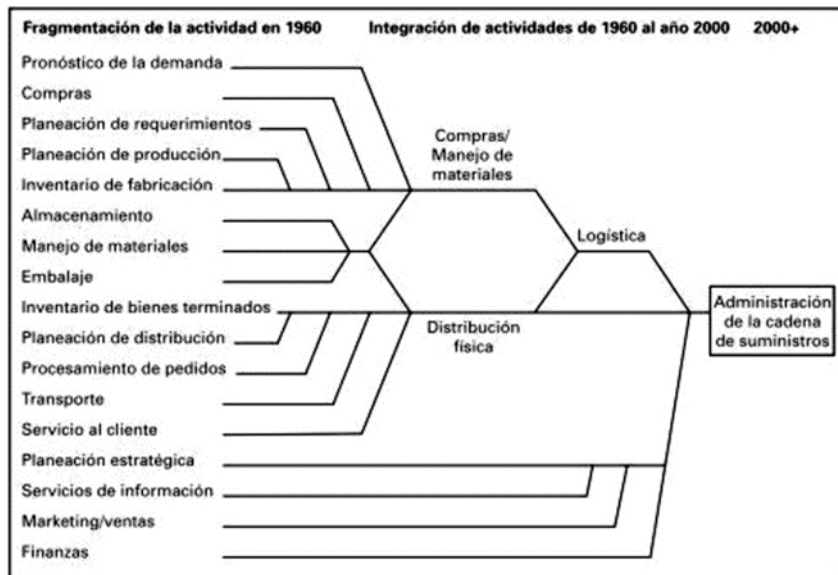 Fragmentación de la actividad en 1960 Integración de actividades de 1960 al año 2000 2000+
Pronóstico de la demanda
Compras
Planeación de requerimientos
Planeación de producción
Inventario de fabricación
Almacenamiento
Manejo de materiales
Embalaje
Inventario de bienes terminados
Planeación de distribución
Procesamiento de pedidos
Transporte
Servicio al cliente
Planeación estratégica
Servicios de información
Marketing/ventas
Finanzas
Compras/
Manejo de
materiales
Distribución
física
Logística
Administración
de la cadena
de suministros